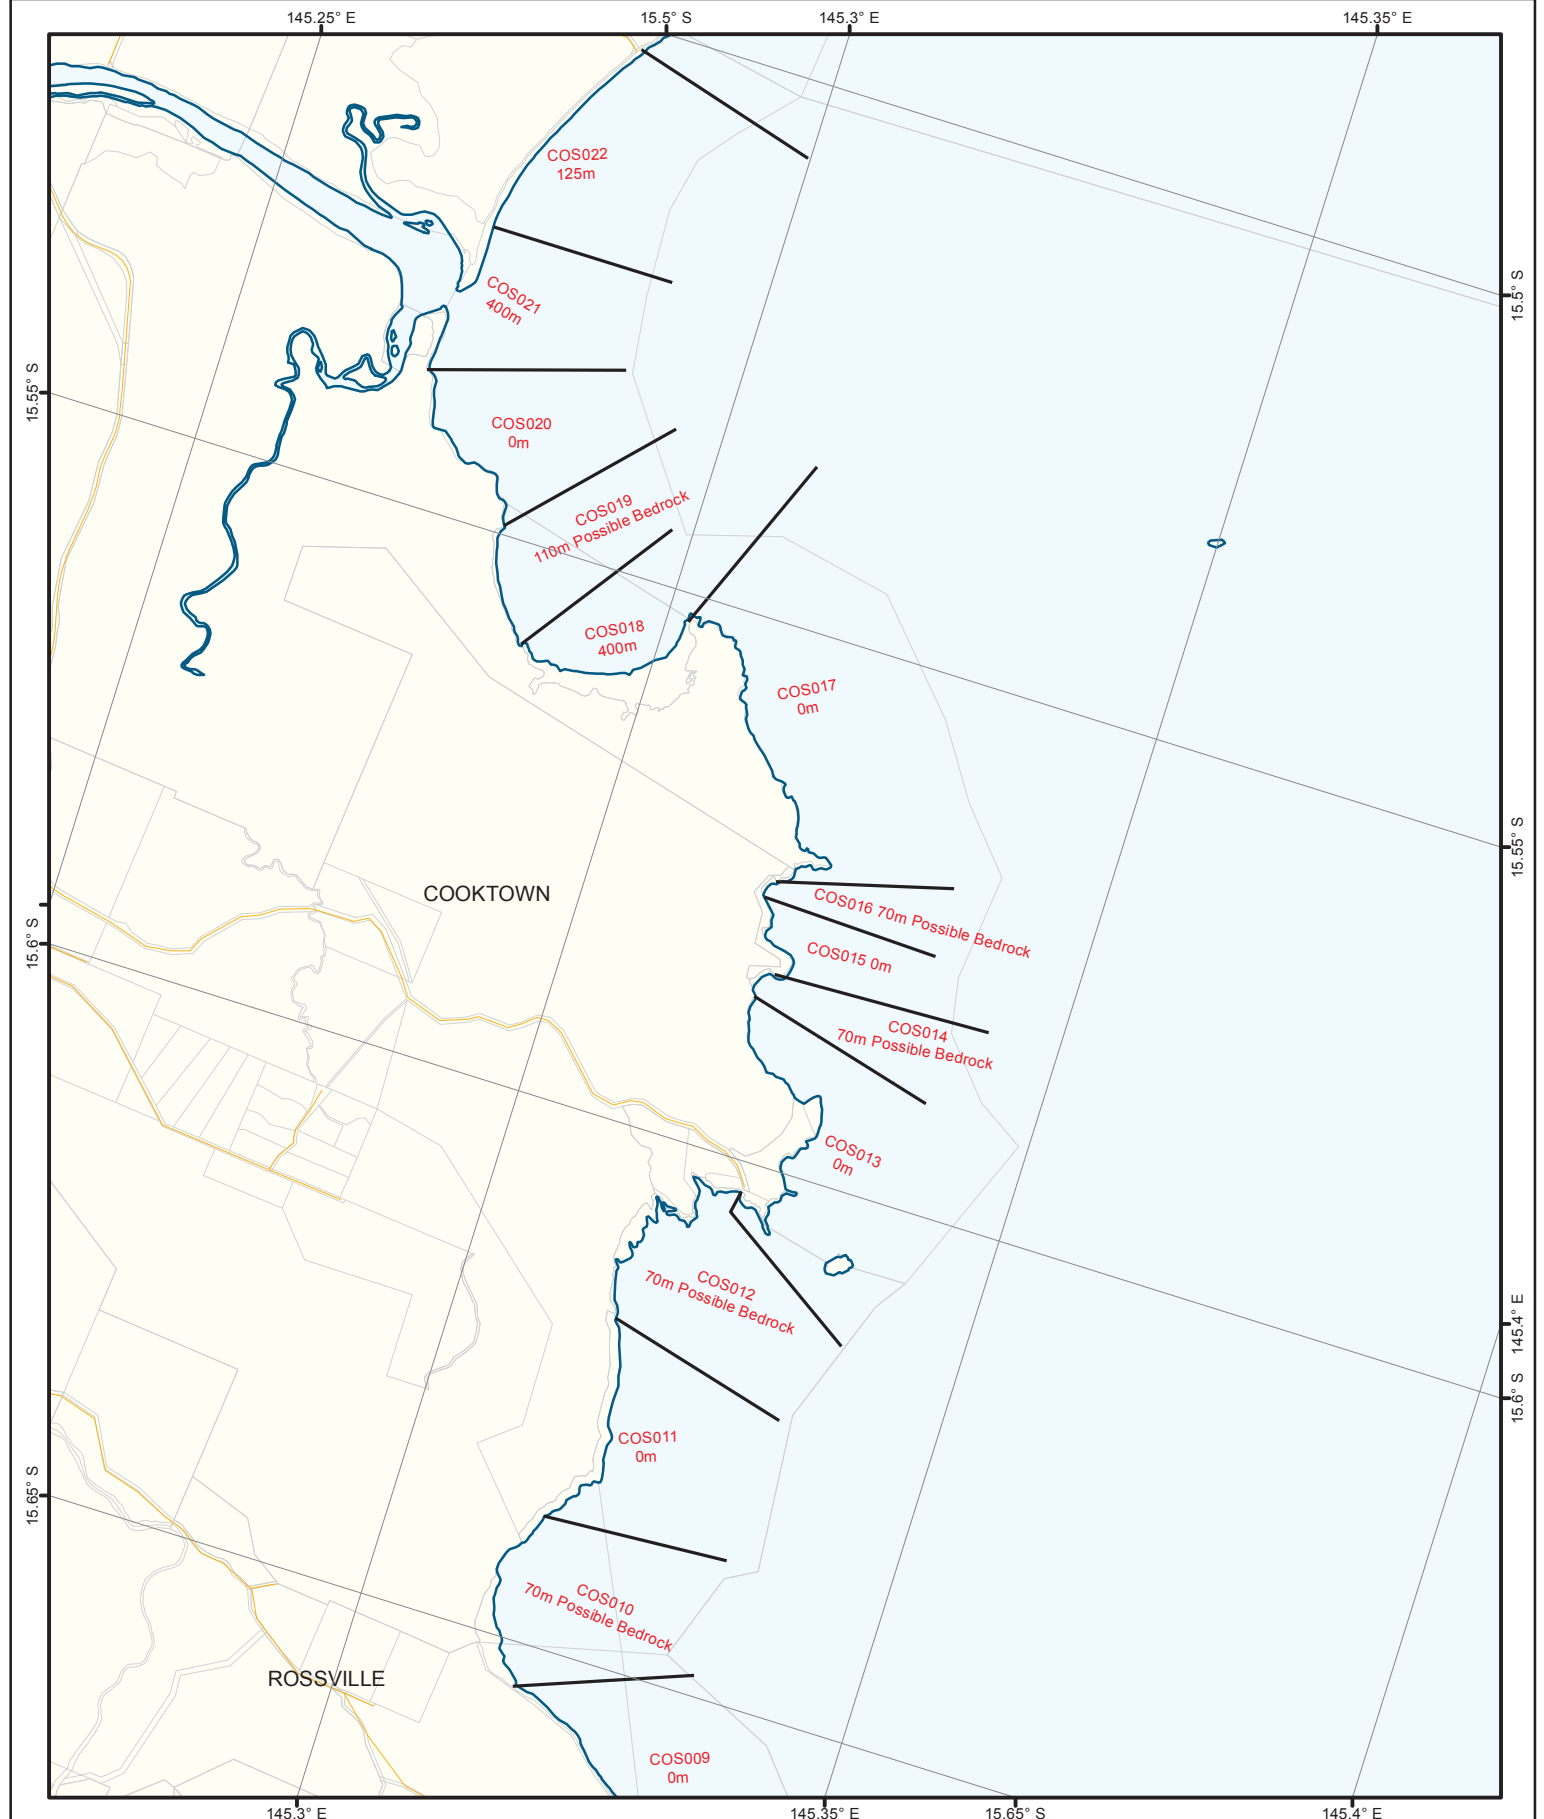 145.25° E
15.5° S
145.3° E
145.35° E
COS022
125m
COS021
400m
15.5° S
15.55° S
COS020
0m
COS019
110m Possible Bedrock
COS018
400m
COS017
0m
15.55° S
COOKTOWN
COS016 70m Possible Bedrock
15.6° S
COS015 0m
COS014
70m Possible Bedrock
COS013
0m
COS012
70m Possible Bedrock
145.4° E
15.6° S
COS011
0m
15.65° S
COS010
70m Possible Bedrock
ROSSVILLE
COS009
0m
145.3° E
145.35° E
15.65° S
145.4° E